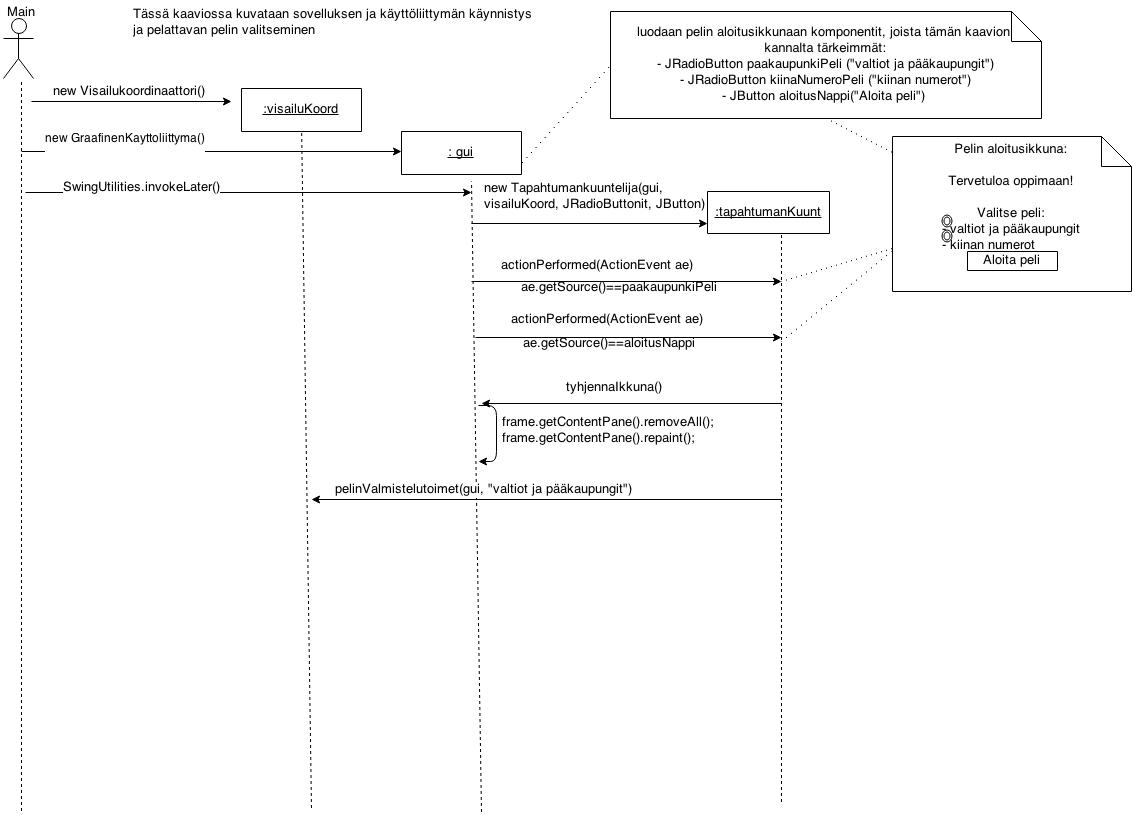 Main
Tässä kaaviossa kuvataan sovelluksen ja käyttöliittymän käynnistys
ja pelattavan pelin valitseminen
luodaan pelin aloitusikkunaan komponentit, joista tämän kaavion
kannalta tärkeimmät:
- JRadioButton paakaupunkiPeli ("valtiot ja pääkaupungit")
- JRadioButton kiinaNumeroPeli ("kiinan numerot")
- JButton aloitusNappi("Aloita peli")
new Visailukoordinaattori()
:visailuKoord
new GraafinenKayttoliittyma()
: gui
Pelin aloitusikkuna:
Tervetuloa oppimaan!
Valitse peli:
- valtiot ja pääkaupungit
- kiinan numerot
Aloita peli
SwingUtilities.invokeLater()
new Tapahtumankuuntelija(gui,
visailuKoord, JRadioButtonit, JButton)
:tapahtumanKuunt
actionPerformed(ActionEvent ae)
ae.getSource()==paakaupunkiPeli
actionPerformed(ActionEvent ae)
ae.getSource()==aloitusNappi
tyhjennaIkkuna()
frame.getContentPane().removeAll();
frame.getContentPane().repaint();
pelinValmistelutoimet(gui, "valtiot ja pääkaupungit")